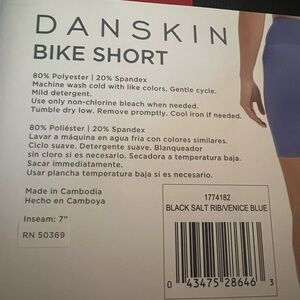 DANSKIN
BIKE SHORT
80% Polyester | 20% Spandex
Machine wash cold with like colors. Gentle cycle.
Mild detergent.
Use only non-chlorine bleach when needed.
Tumble dry low. Remove promptly. Cool iron if needed.
80% Poliéster | 20% Spandex
Lavar a máquina en agua fria con colores similares.
Ciclo suave. Detergente suave. Blanqueador
sin cloro si es necesario. Secadora a temperatura baja.
Sacar immediatamente.
Usar plancha temperatura baja si es necesario.
Made in Cambodia
Hecho en Camboya
Inseam: 7"
RN 50369
1774182
BLACK SALT RIB/VENICE BLUE
0 43475 28646 3